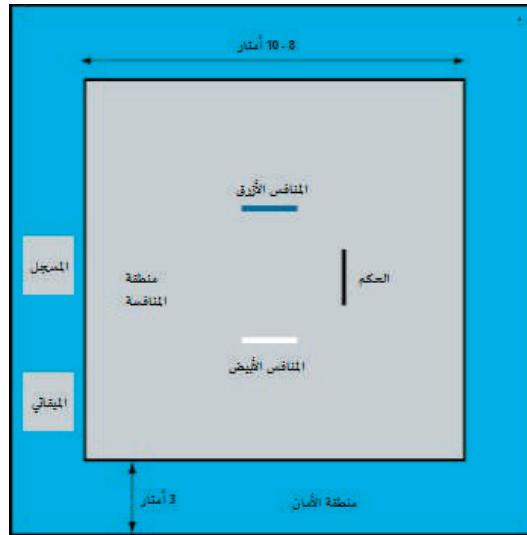 8 - 10 أمتار
المنافس الأزرق
المسجل
منطقة
المنافسة
الحكم
المنافس الأبيض
الميقاتي
3 أمتار
منطقة الأمان